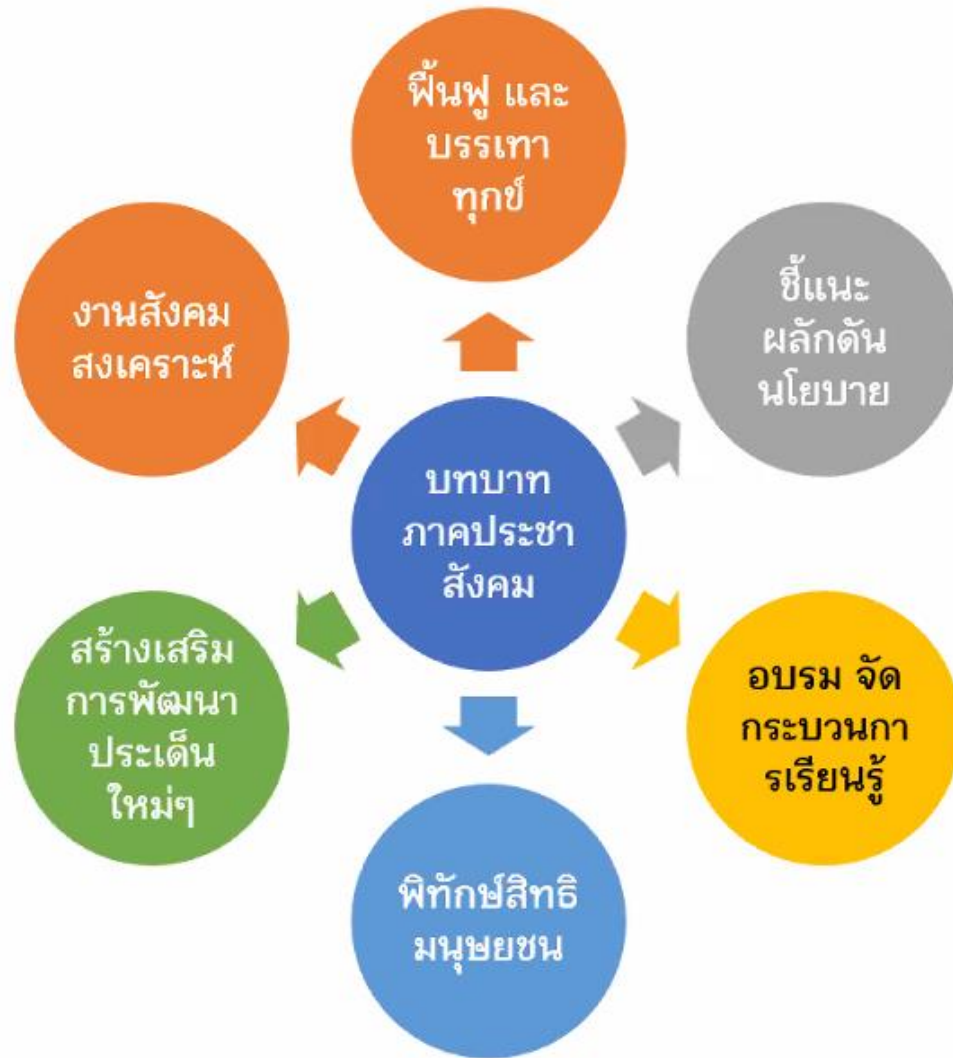 ฟื้นฟู และ
บรรเทา
ทุกข์
ชี้แนะ
ผลักดัน
นโยบาย
อบรม จัด
กระบวนกา
รเรียนรู้
พิทักษ์สิทธิ
มนุษยชน
สร้างเสริม
การพัฒนา
ประเด็น
ใหม่ๆ
งานสังคม
สงเคราะห์
บทบาท
ภาคประชา
สังคม